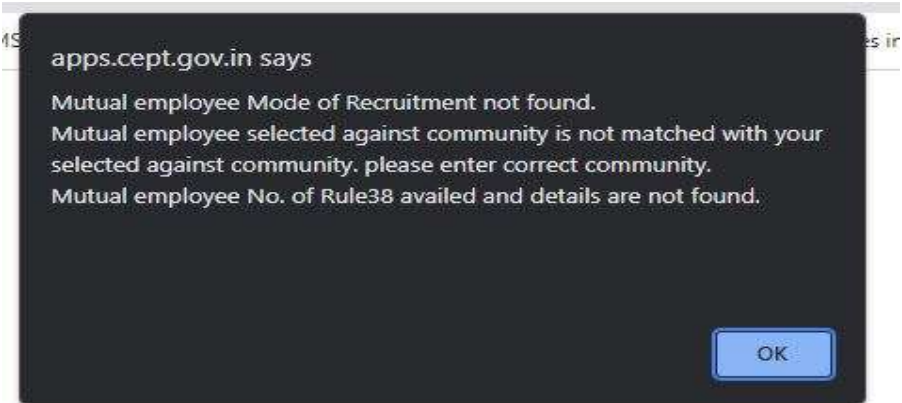 apps.cept.gov.in says
Mutual employee Mode of Recruitment not found.
Mutual employee selected against community is not matched with your
selected against community. please enter correct community.
Mutual employee No. of Rule38 availed and details are not found.
OK